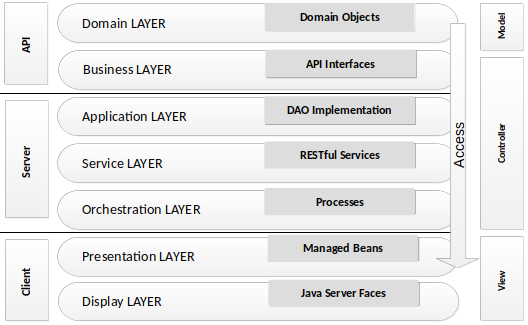 API
Domain LAYER
Domain Objects
Model
Business LAYER
API Interfaces
Server
Application LAYER
DAO Implementation
Access
Controller
Service LAYER
RESTful Services
Orchestration LAYER
Processes
Client
Presentation LAYER
Managed Beans
View
Display LAYER
Java Server Faces